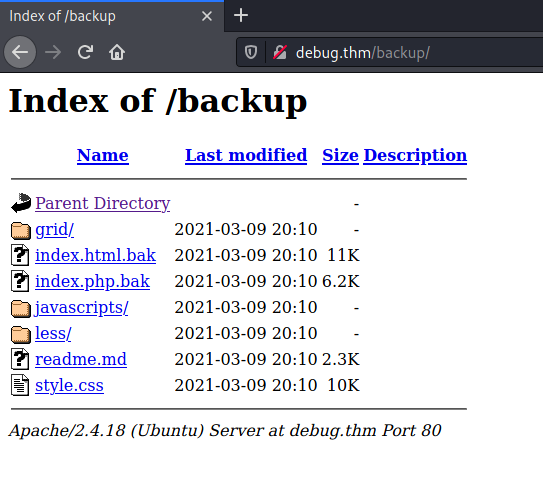 Index of /backup
debug.thm/backup/
Index of /backup
Name Last modified Size Description
Parent Directory -
grid/ 2021-03-09 20:10 -
index.html.bak 2021-03-09 20:10 11K
index.php.bak 2021-03-09 20:10 6.2K
javascripts/ 2021-03-09 20:10 -
less/ 2021-03-09 20:10 -
readme.md 2021-03-09 20:10 2.3K
style.css 2021-03-09 20:10 10K
Apache/2.4.18 (Ubuntu) Server at debug.thm Port 80